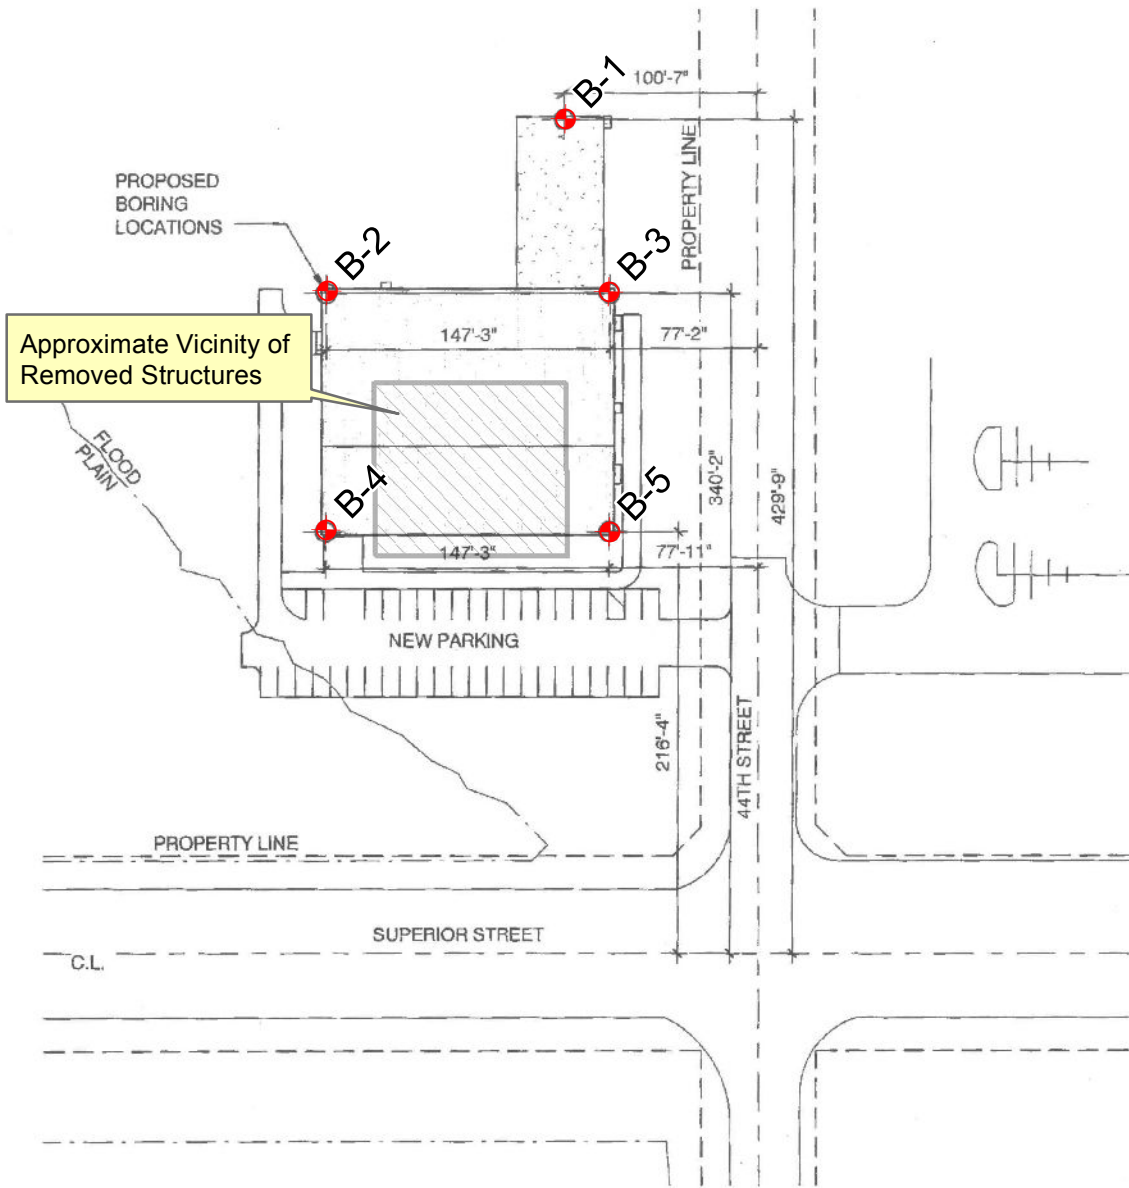 100'-7"
B-1
PROPERTY LINE
PROPOSED
BORING
LOCATIONS
B-2
B-3
147'-3"
77'-2"
Approximate Vicinity of
Removed Structures
FLOOD
PLAIN
B-4
B-5
340'-2"
429'-9"
147'-3"
77'-11"
NEW PARKING
216'-4"
44TH STREET
PROPERTY LINE
SUPERIOR STREET
C.L.